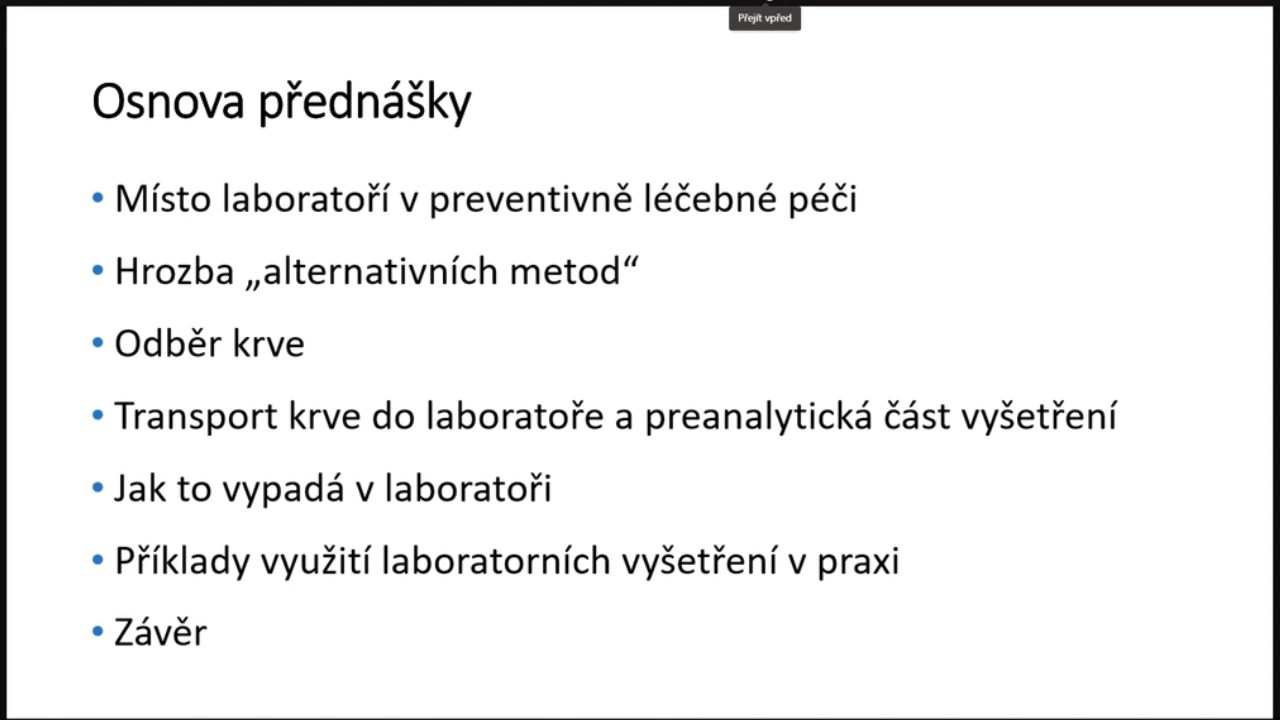 Přejít vpřed
Osnova přednášky
• Místo laboratoří v preventivně léčebné péči
• Hrozba „alternativních metod“
• Odběr krve
• Transport krve do laboratoře a preanalytická část vyšetření
• Jak to vypadá v laboratoři
• Příklady využití laboratorních vyšetření v praxi
• Závěr